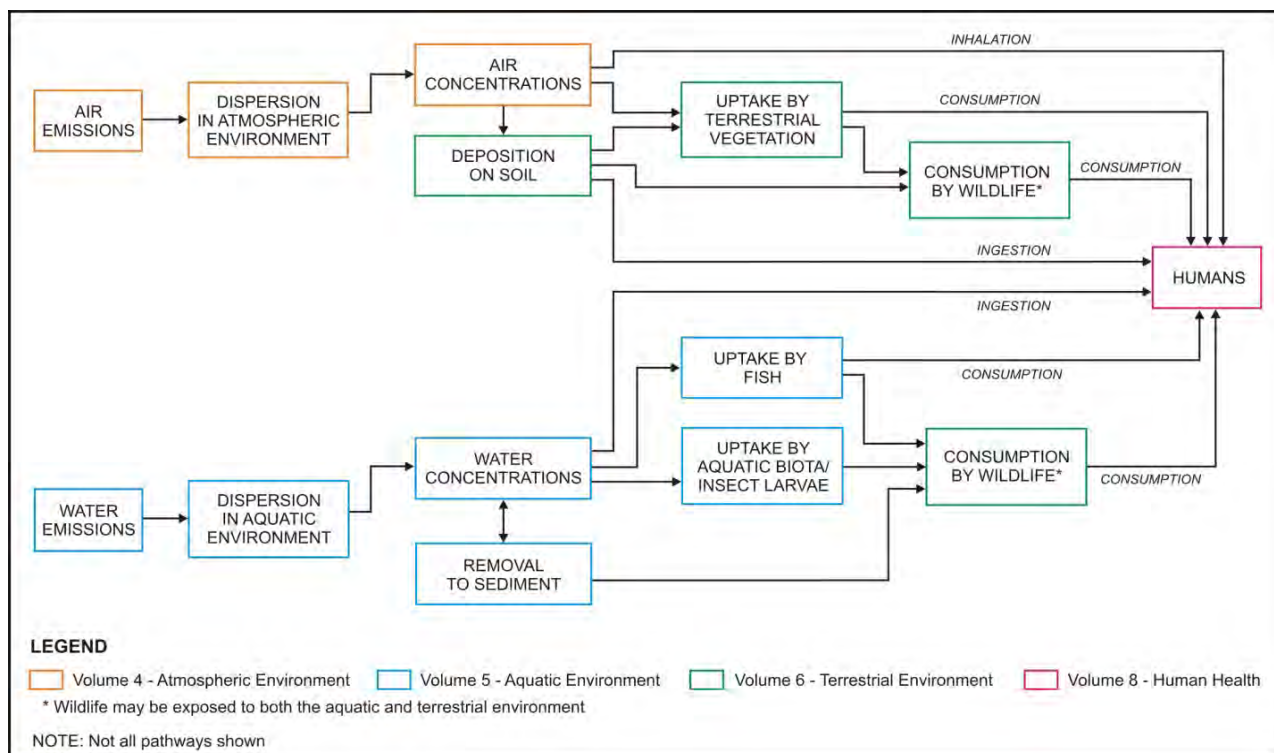 INHALATION
AIR
CONCENTRATIONS
AIR
EMISSIONS
DISPERSION
IN ATMOSPHERIC
ENVIRONMENT
UPTAKE BY
TERRESTRIAL
VEGETATION
CONSUMPTION
DEPOSITION
ON SOIL
CONSUMPTION
BY WILDLIFE*
CONSUMPTION
INGESTION
HUMANS
INGESTION
UPTAKE BY
FISH
CONSUMPTION
WATER
CONCENTRATIONS
UPTAKE BY
AQUATIC BIOTA/
INSECT LARVAE
CONSUMPTION
BY WILDLIFE*
CONSUMPTION
WATER
EMISSIONS
DISPERSION
IN AQUATIC
ENVIRONMENT
REMOVAL
TO SEDIMENT
LEGEND
Volume 4 - Atmospheric Environment
Volume 5 - Aquatic Environment
Volume 6 - Terrestrial Environment
Volume 8 - Human Health
* Wildlife may be exposed to both the aquatic and terrestrial environment
NOTE: Not all pathways shown